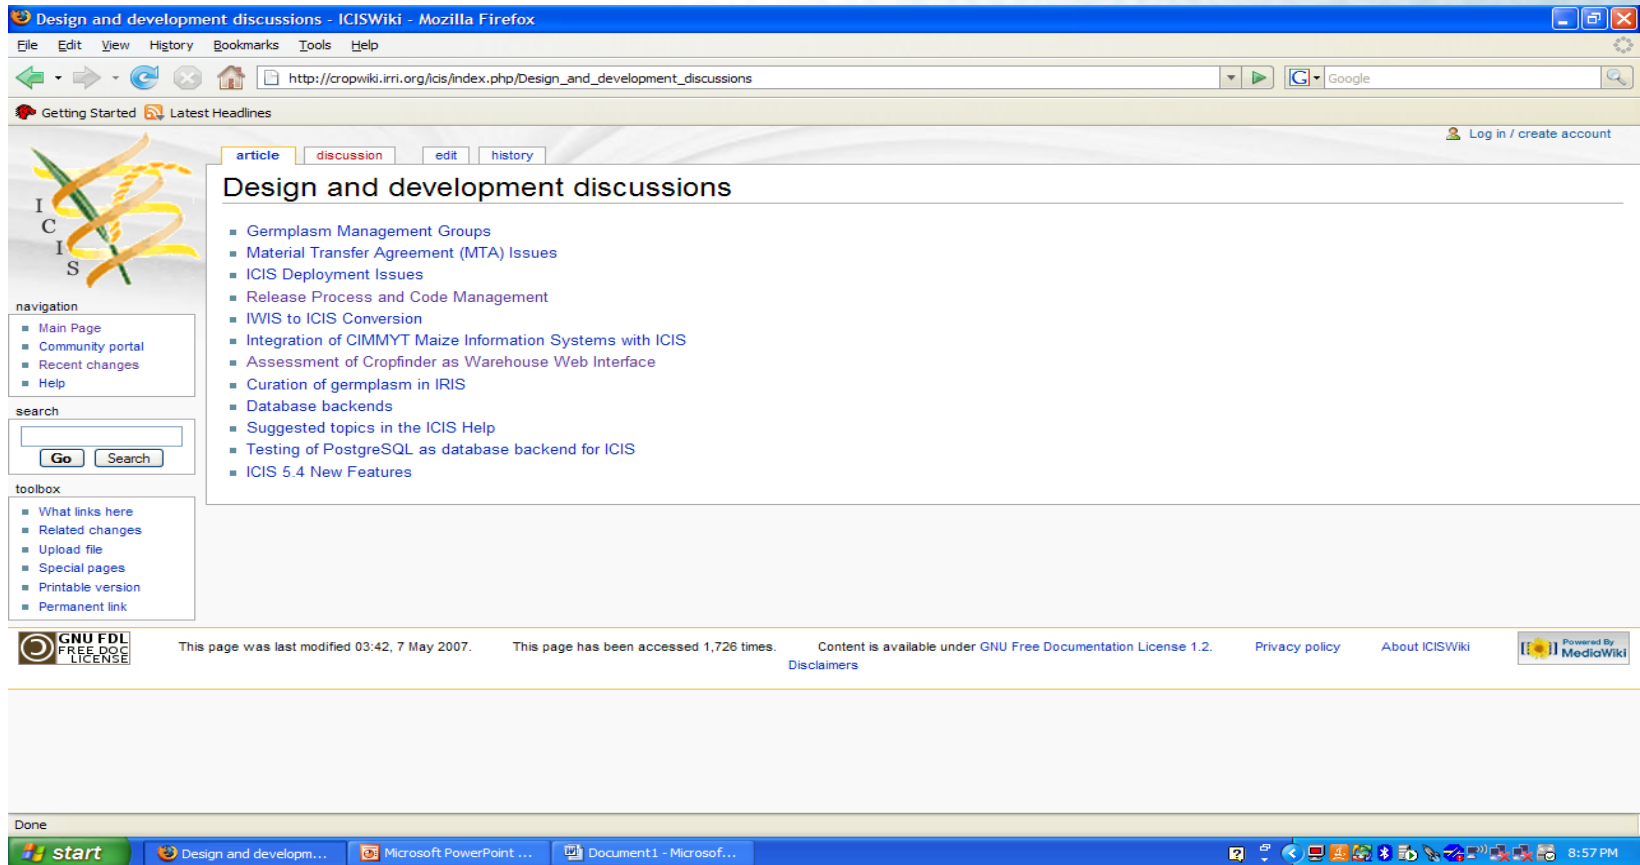 Design and development discussions - ICISWiki - Mozilla Firefox
File Edit View History Bookmarks Tools Help
http://cropwiki.irri.org/icis/index.php/Design_and_development_discussions
G Google
Getting Started Latest Headlines
Log in / create account
article discussion edit history
Design and development discussions
I
C
I
S
Germplasm Management Groups
Material Transfer Agreement (MTA) Issues
ICIS Deployment Issues
Release Process and Code Management
IWIS to ICIS Conversion
Integration of CIMMYT Maize Information Systems with ICIS
Assessment of Cropfinder as Warehouse Web Interface
Curation of germplasm in IRIS
Database backends
Suggested topics in the ICIS Help
Testing of PostgreSQL as database backend for ICIS
ICIS 5.4 New Features
navigation
Main Page
Community portal
Recent changes
Help
search
Go Search
toolbox
What links here
Related changes
Upload file
Special pages
Printable version
Permanent link
GNU FDL
FREE DOC
LICENSE
This page was last modified 03:42, 7 May 2007. This page has been accessed 1,726 times. Content is available under GNU Free Documentation License 1.2. Privacy policy About ICISWiki
Disclaimers
Powered By
MediaWiki
Done
start Design and developm... Microsoft PowerPoint ... Document1 - Microsof... 8:57 PM